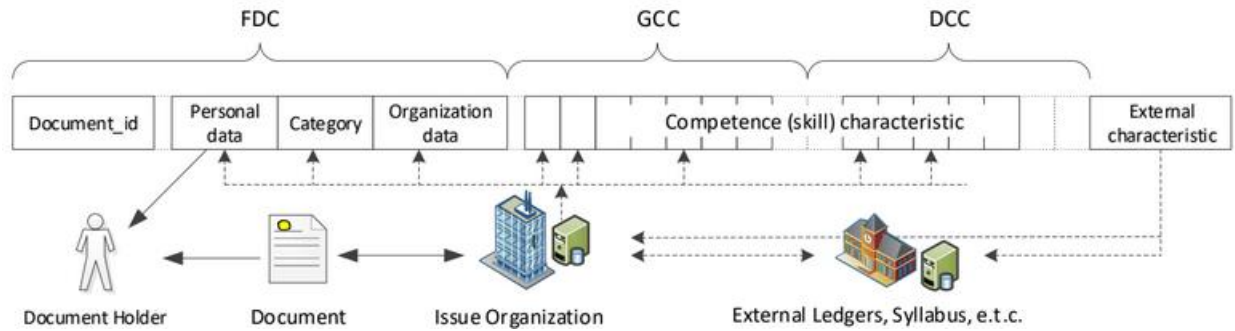 FDC
GCC
DCC
Document_id
Personal
data
Category
Organization
data
Competence (skill) characteristic
External
characteristic
Document Holder
Document
Issue Organization
External Ledgers, Syllabus, e.t.c.